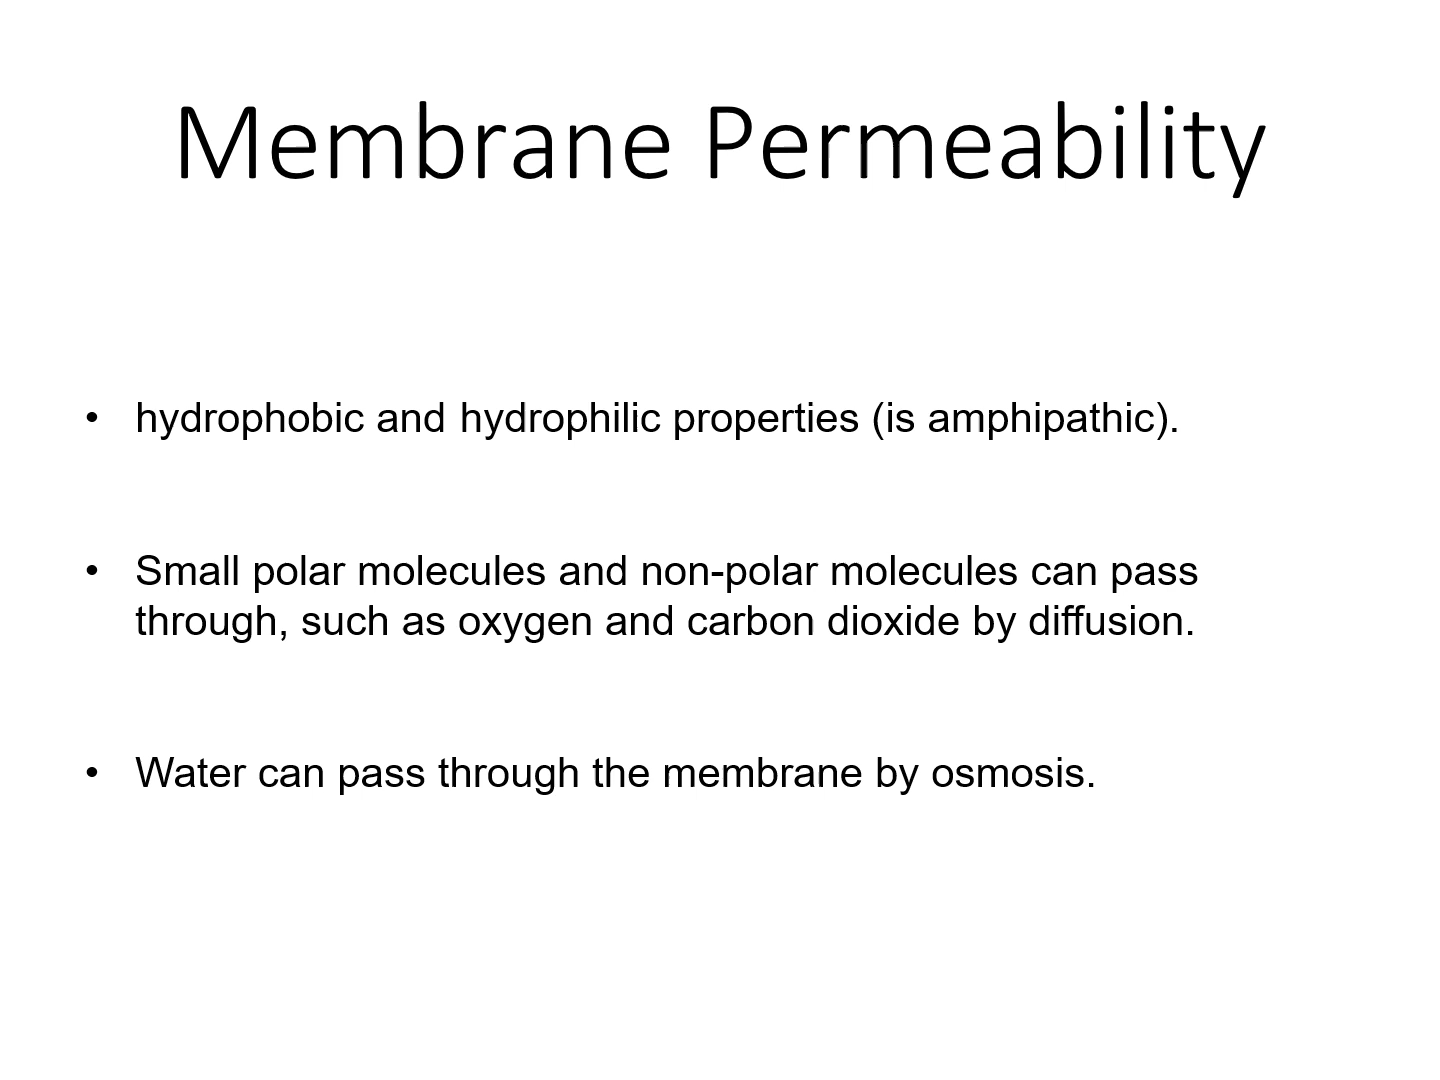 Membrane Permeability
• hydrophobic and hydrophilic properties (is amphipathic).
• Small polar molecules and non-polar molecules can pass
through, such as oxygen and carbon dioxide by diffusion.
• Water can pass through the membrane by osmosis.